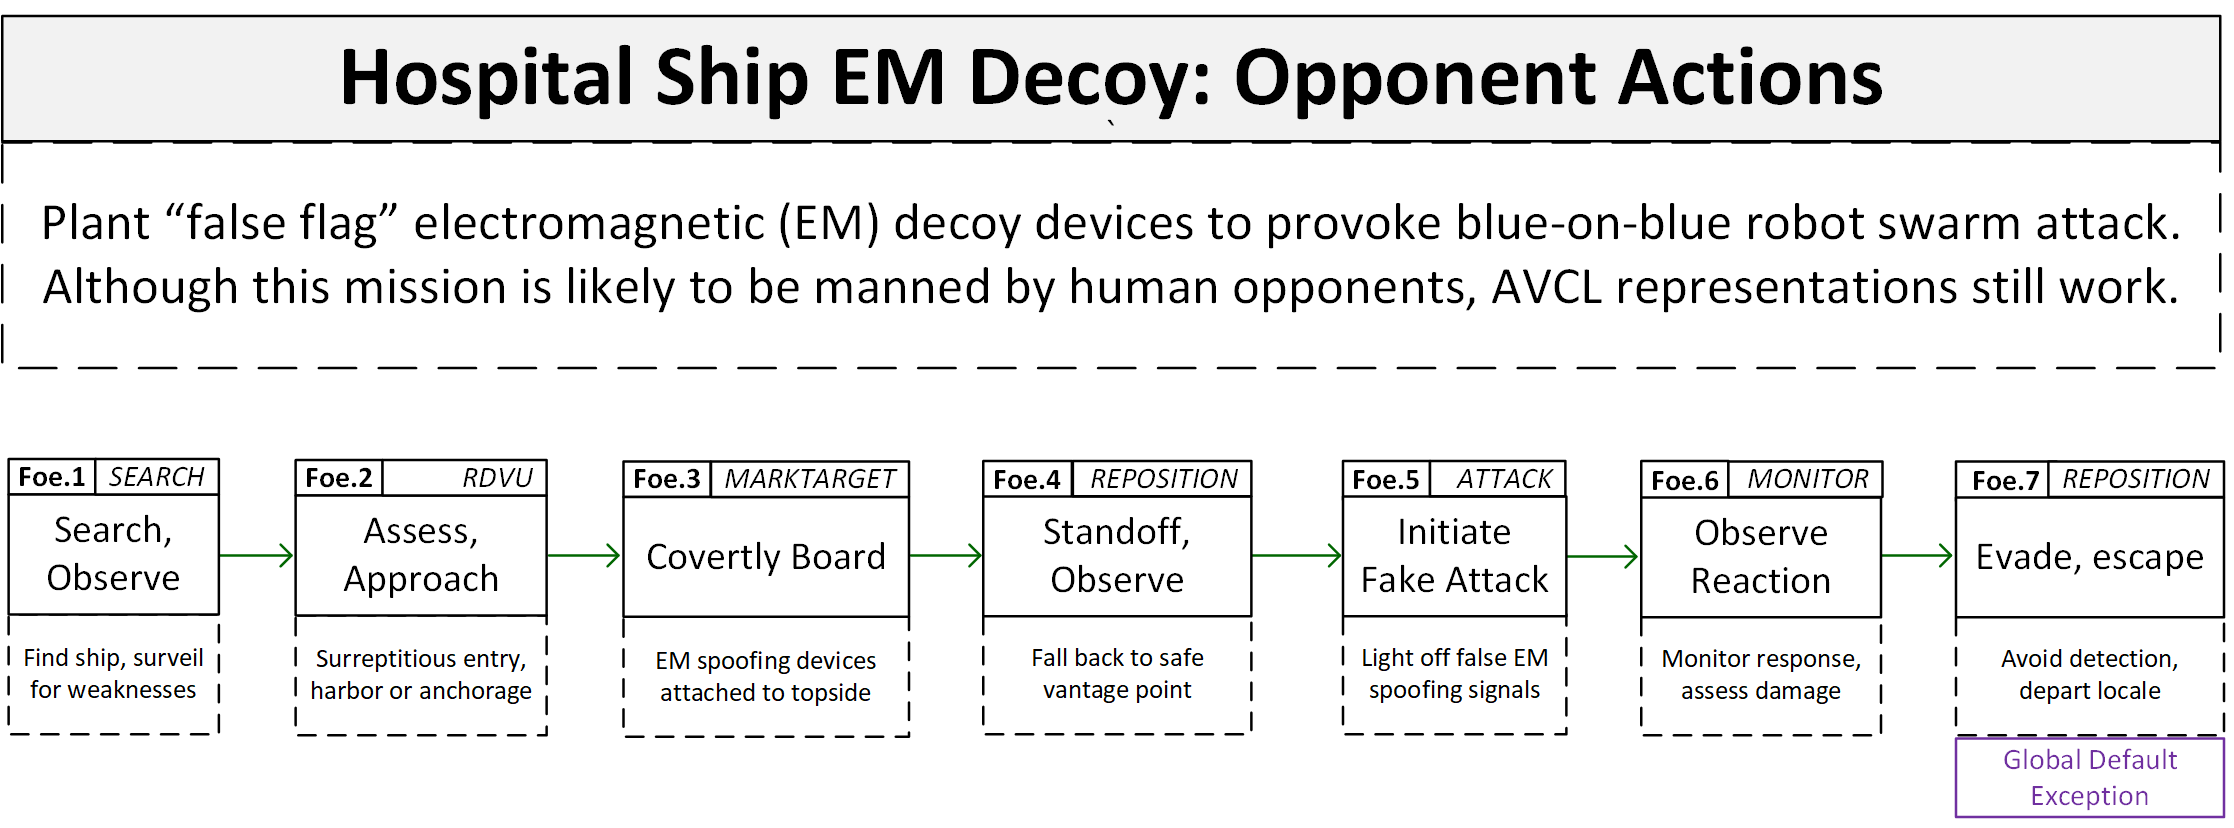 Hospital Ship EM Decoy: Opponent Actions
`
Plant “false flag” electromagnetic (EM) decoy devices to provoke blue-on-blue robot swarm attack.
Although this mission is likely to be manned by human opponents, AVCL representations still work.
Foe.1 SEARCH
Search,
Observe
Find ship, surveil
for weaknesses
Foe.2 RDVU
Assess,
Approach
Surreptitious entry,
harbor or anchorage
Foe.3 MARKTARGET
Covertly Board
EM spoofing devices
attached to topside
Foe.4 REPOSITION
Standoff,
Observe
Fall back to safe
vantage point
Foe.5 ATTACK
Initiate
Fake Attack
Light off false EM
spoofing signals
Foe.6 MONITOR
Observe
Reaction
Monitor response,
assess damage
Foe.7 REPOSITION
Evade, escape
Avoid detection,
depart locale
Global Default
Exception